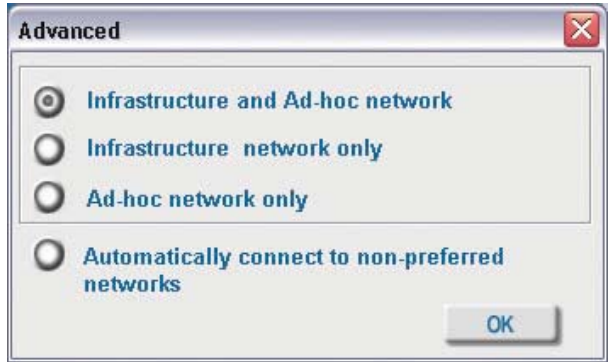 Advanced
Infrastructure and Ad-hoc network
Infrastructure network only
Ad-hoc network only
Automatically connect to non-preferred
networks
OK